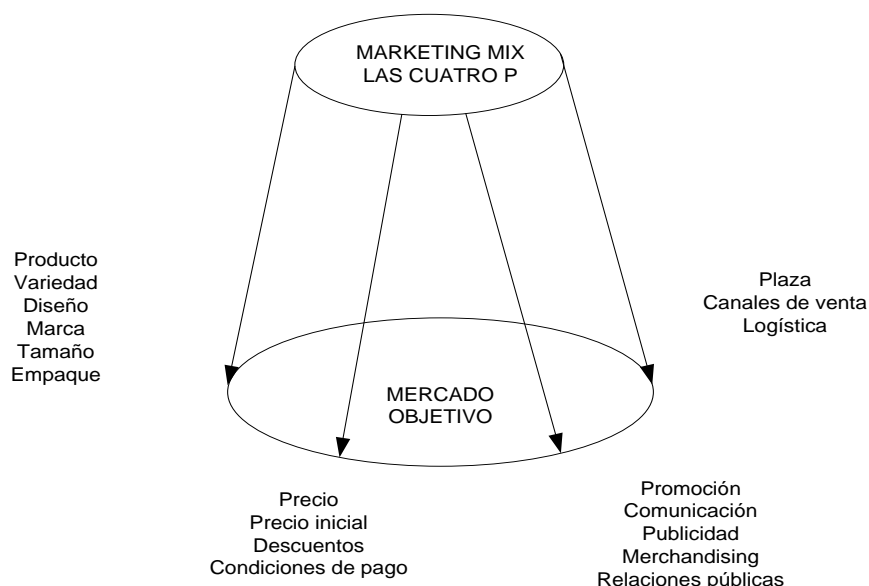 MARKETING MIX
LAS CUATRO P
Producto
Variedad
Diseño
Marca
Tamaño
Empaque
Plaza
Canales de venta
Logística
MERCADO
OBJETIVO
Precio
Precio inicial
Descuentos
Condiciones de pago
Promoción
Comunicación
Publicidad
Merchandising
Relaciones públicas